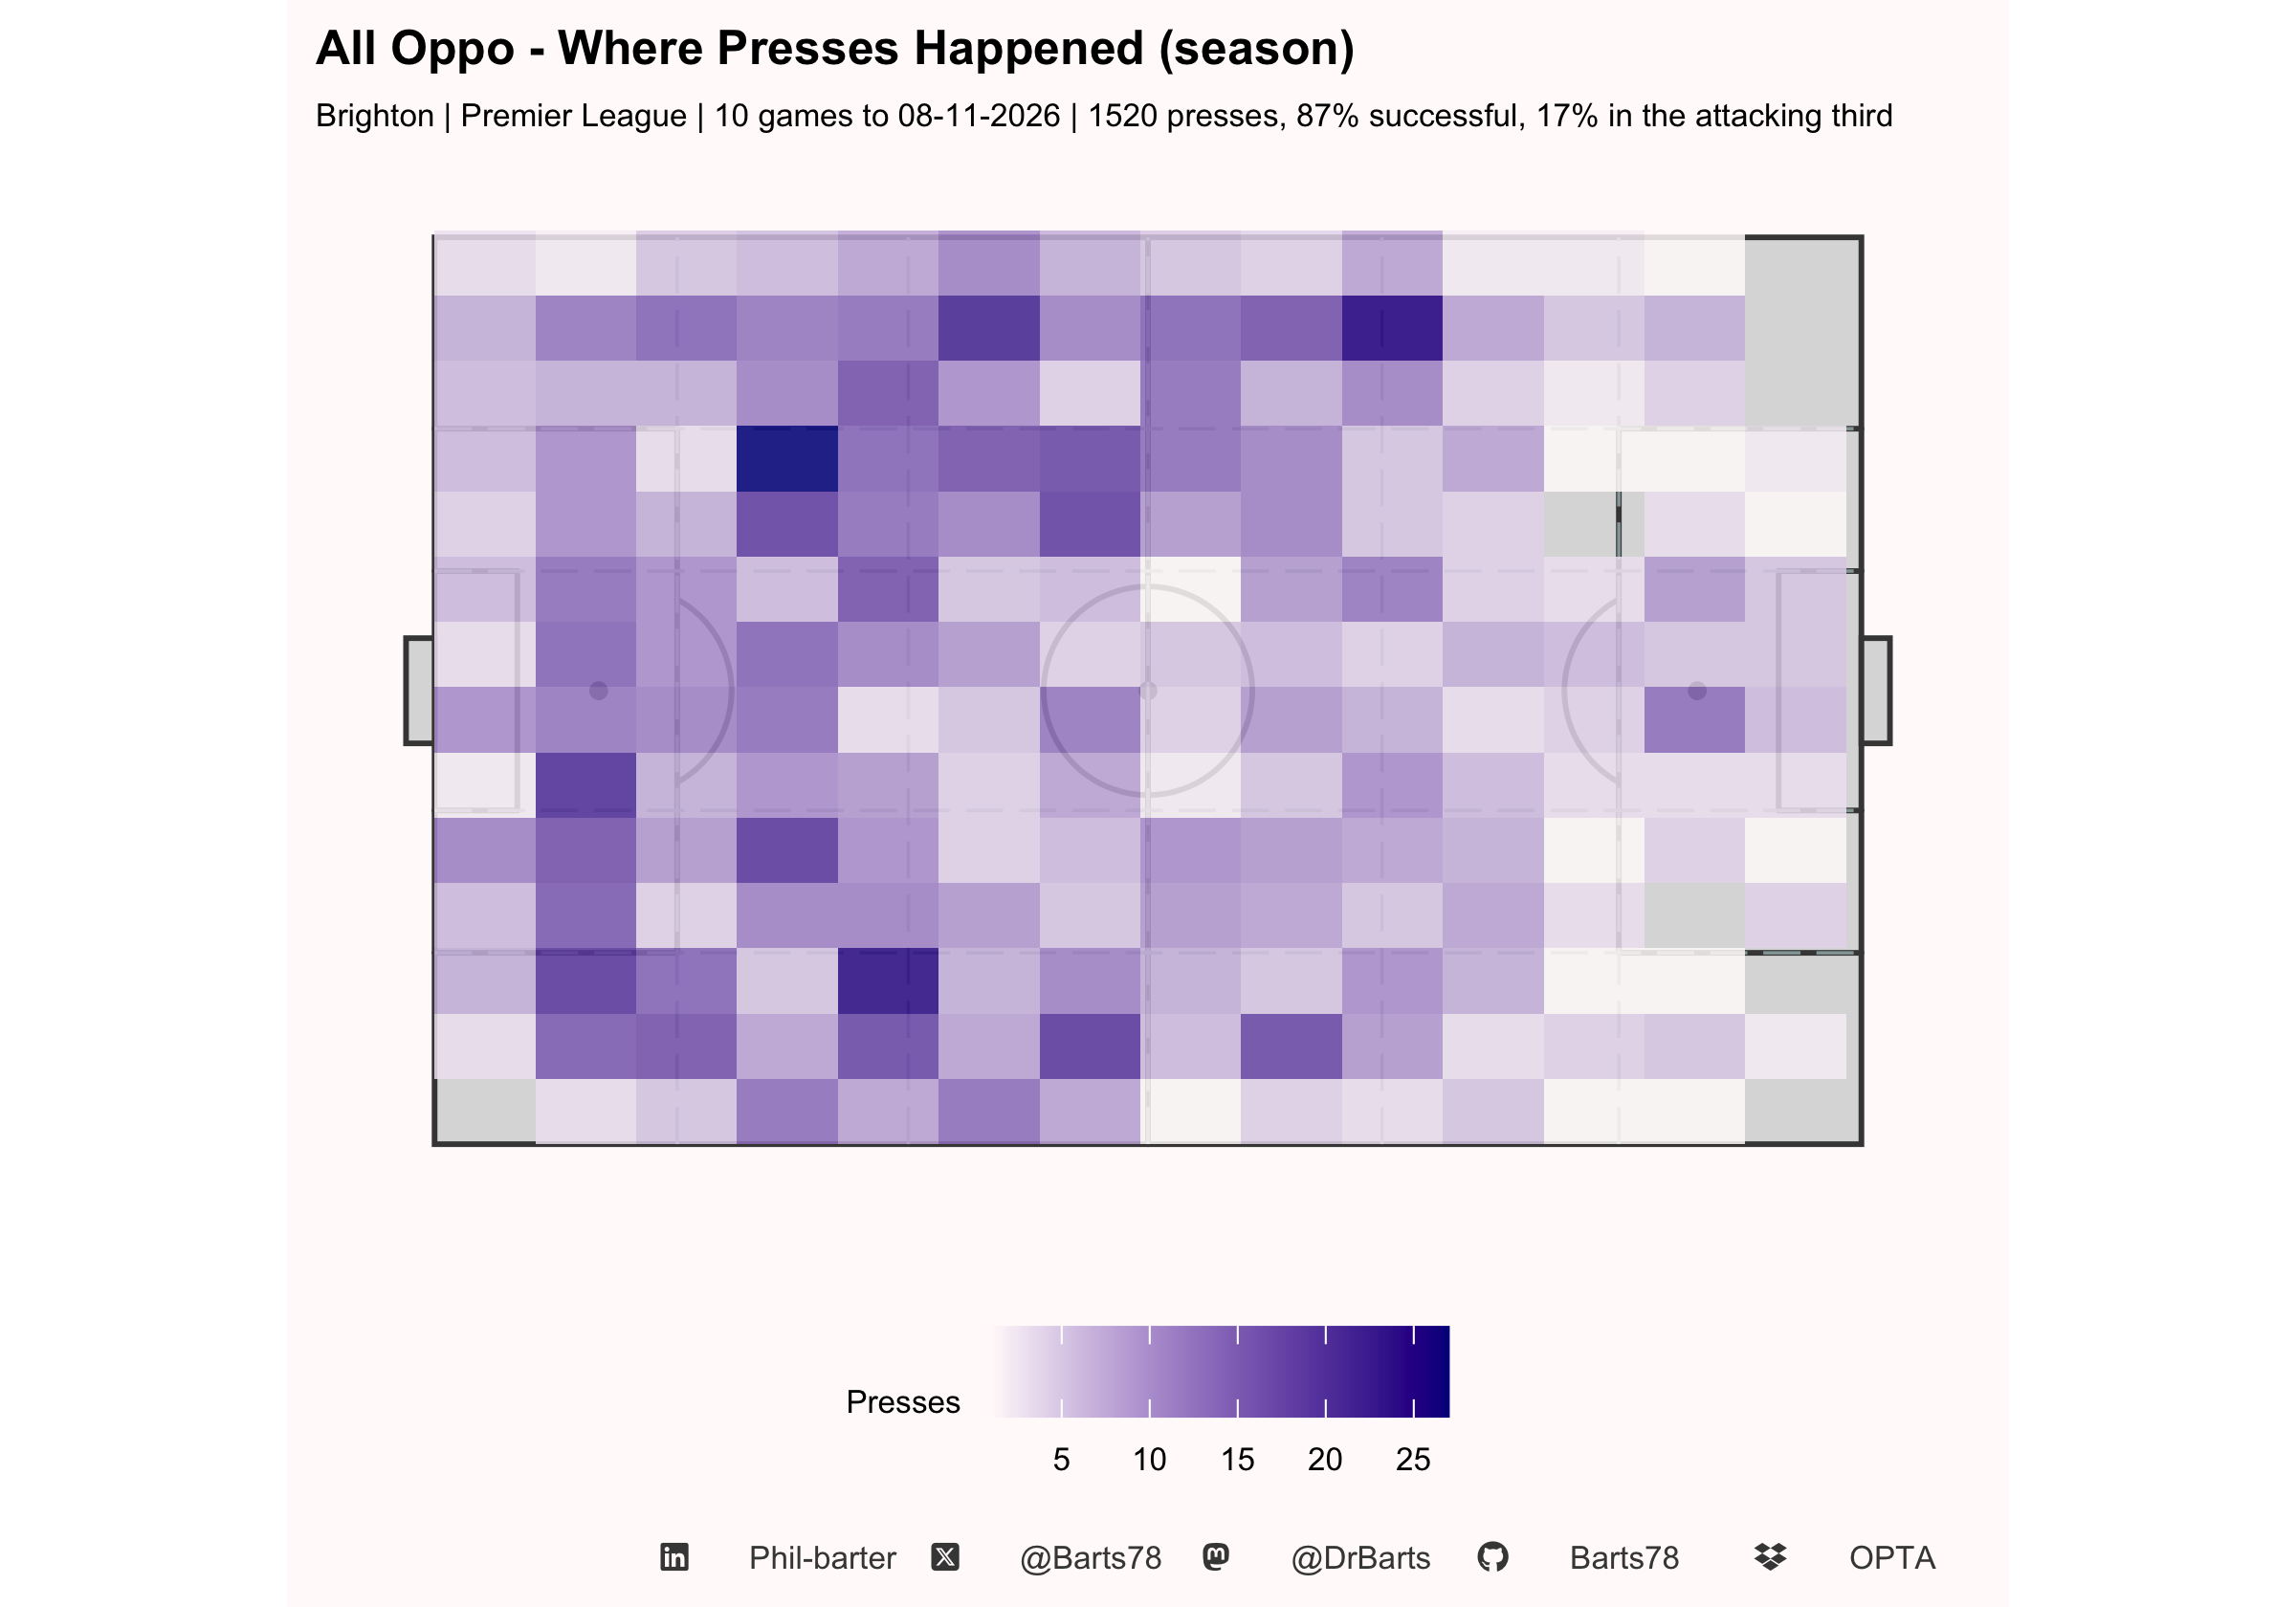 All Oppo - Where Presses Happened (season)
Brighton | Premier League | 10 games to 08-11-2026 | 1520 presses, 87% successful, 17% in the attacking third
Presses
5 10 15 20 25
Phil-barter @Barts78 @DrBarts Barts78 OPTA